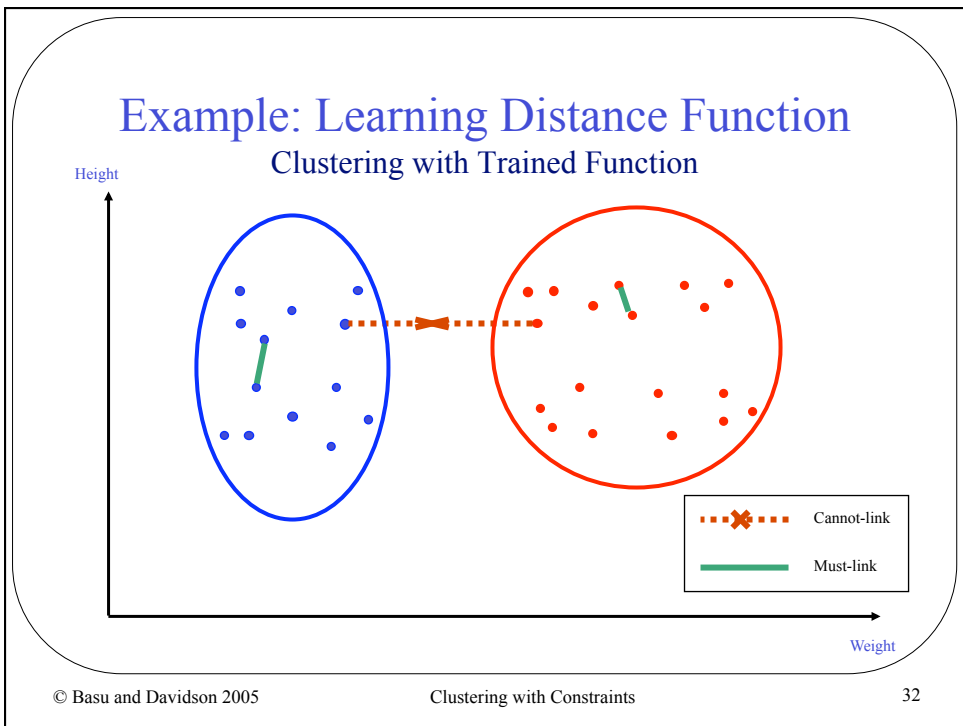 Example: Learning Distance Function
Clustering with Trained Function
Height
Cannot-link
Must-link
Weight
© Basu and Davidson 2005
Clustering with Constraints
32